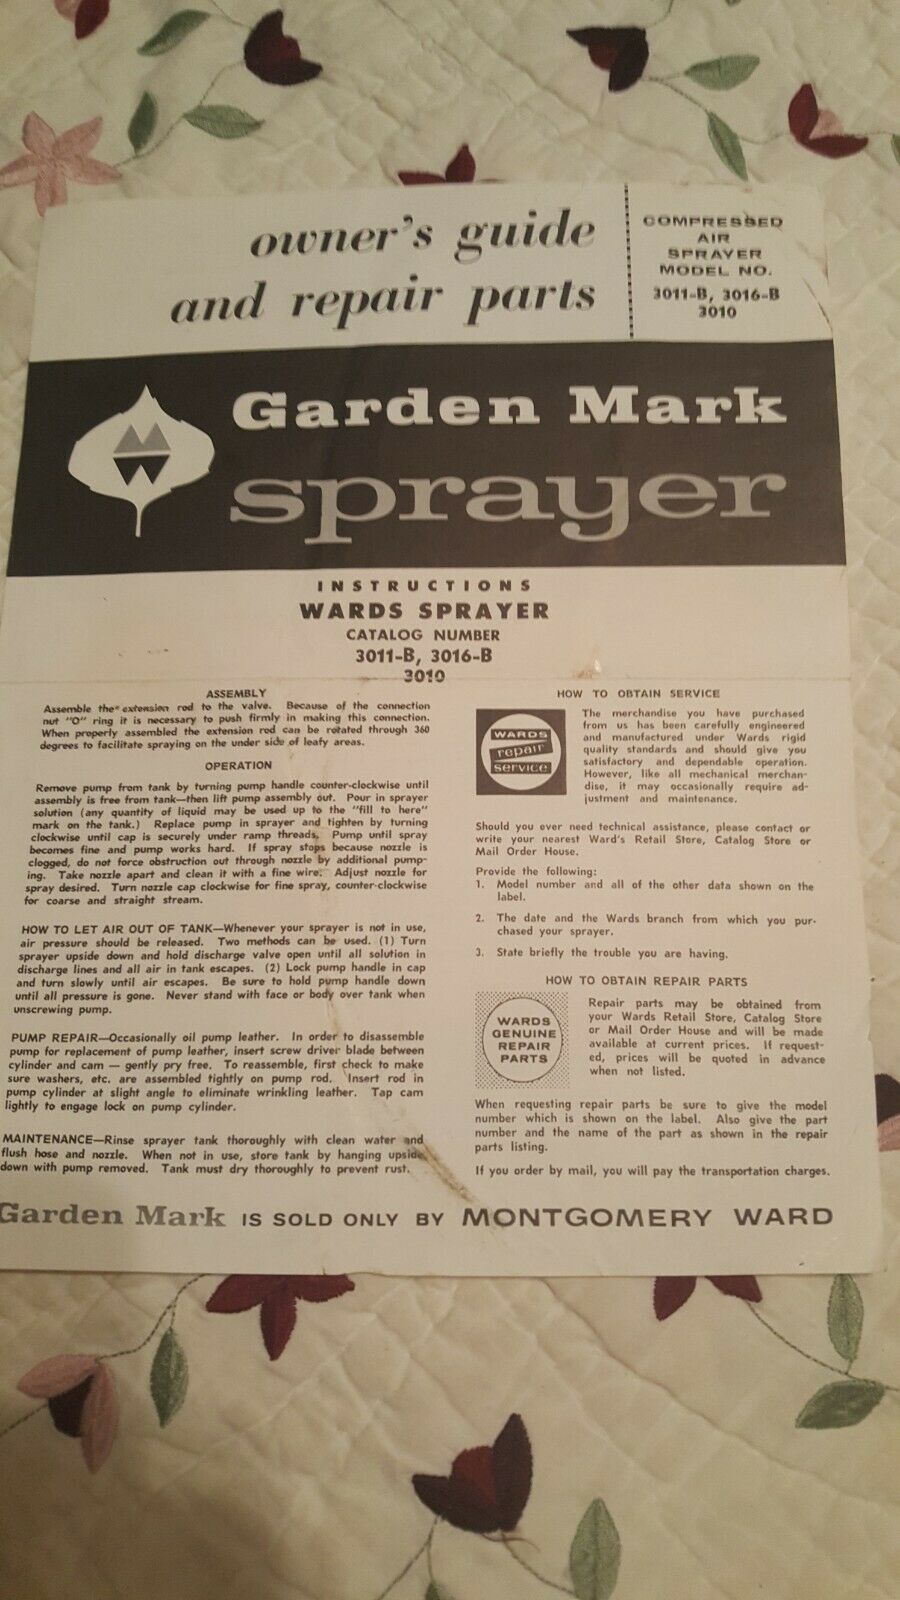 owner's guide
and repair parts
COMPRESSED
AIR
SPRAYER
MODEL NO.
3011-B, 3016-B
3010
MW
Garden Mark
sprayer
INSTRUCTIONS
WARDS SPRAYER
CATALOG NUMBER
3011-B, 3016-B
3010
ASSEMBLY
Assemble the extension rod to the valve. Because of the connection
nut "O" ring it is necessary to push firmly in making this connection.
When properly assembled the extension rod can be rotated through 360
degrees to facilitate spraying on the under side of leafy areas.
OPERATION
Remove pump from tank by turning pump handle counter-clockwise until
assembly is free from tank—then lift pump assembly out. Pour in sprayer
solution (any quantity of liquid may be used up to the "fill to here"
mark on the tank.) Replace pump in sprayer and tighten by turning
clockwise until cap is securely under ramp threads. Pump until spray
becomes fine and pump works hard. If spray stops because nozzle is
clogged, do not force obstruction out through nozzle by additional pump-
ing. Take nozzle apart and clean it with a fine wire. Adjust nozzle for
spray desired. Turn nozzle cap clockwise for fine spray, counter-clockwise
for coarse and straight stream.
HOW TO LET AIR OUT OF TANK—Whenever your sprayer is not in use,
air pressure should be released. Two methods can be used. (1) Turn
sprayer upside down and hold discharge valve open until all solution in
discharge lines and all air in tank escapes. (2) Lock pump handle in cap
and turn slowly until air escapes. Be sure to hold pump handle down
until all pressure is gone. Never stand with face or body over tank when
unscrewing pump.
PUMP REPAIR—Occasionally oil pump leather. In order to disassemble
pump for replacement of pump leather, insert screw driver blade between
cylinder and cam — gently pry free. To reassemble, first check to make
sure washers, etc. are assembled tightly on pump rod. Insert rod in
pump cylinder at slight angle to eliminate wrinkling leather. Tap cam
lightly to engage lock on pump cylinder.
MAINTENANCE—Rinse sprayer tank thoroughly with clean water and
flush hose and nozzle. When not in use, store tank by hanging upside
down with pump removed. Tank must dry thoroughly to prevent rust.
HOW TO OBTAIN SERVICE
WARDS
repair
service
The merchandise you have purchased
from us has been carefully engineered
and manufactured under Wards rigid
quality standards and should give you
satisfactory and dependable operation.
However, like all mechanical merchan-
dise, it may occasionally require ad-
justment and maintenance.
Should you ever need technical assistance, please contact or
write your nearest Ward's Retail Store, Catalog Store or
Mail Order House.
Provide the following:
1. Model number and all of the other data shown on the
label.
2. The date and the Wards branch from which you pur-
chased your sprayer.
3. State briefly the trouble you are having.
HOW TO OBTAIN REPAIR PARTS
WARDS
GENUINE
REPAIR
PARTS
Repair parts may be obtained from
your Wards Retail Store, Catalog Store
or Mail Order House and will be made
available at current prices. If request-
ed, prices will be quoted in advance
when not listed.
When requesting repair parts be sure to give the model
number which is shown on the label. Also give the part
number and the name of the part as shown in the repair
parts listing.
If you order by mail, you will pay the transportation charges.
Garden Mark IS SOLD ONLY BY MONTGOMERY WARD